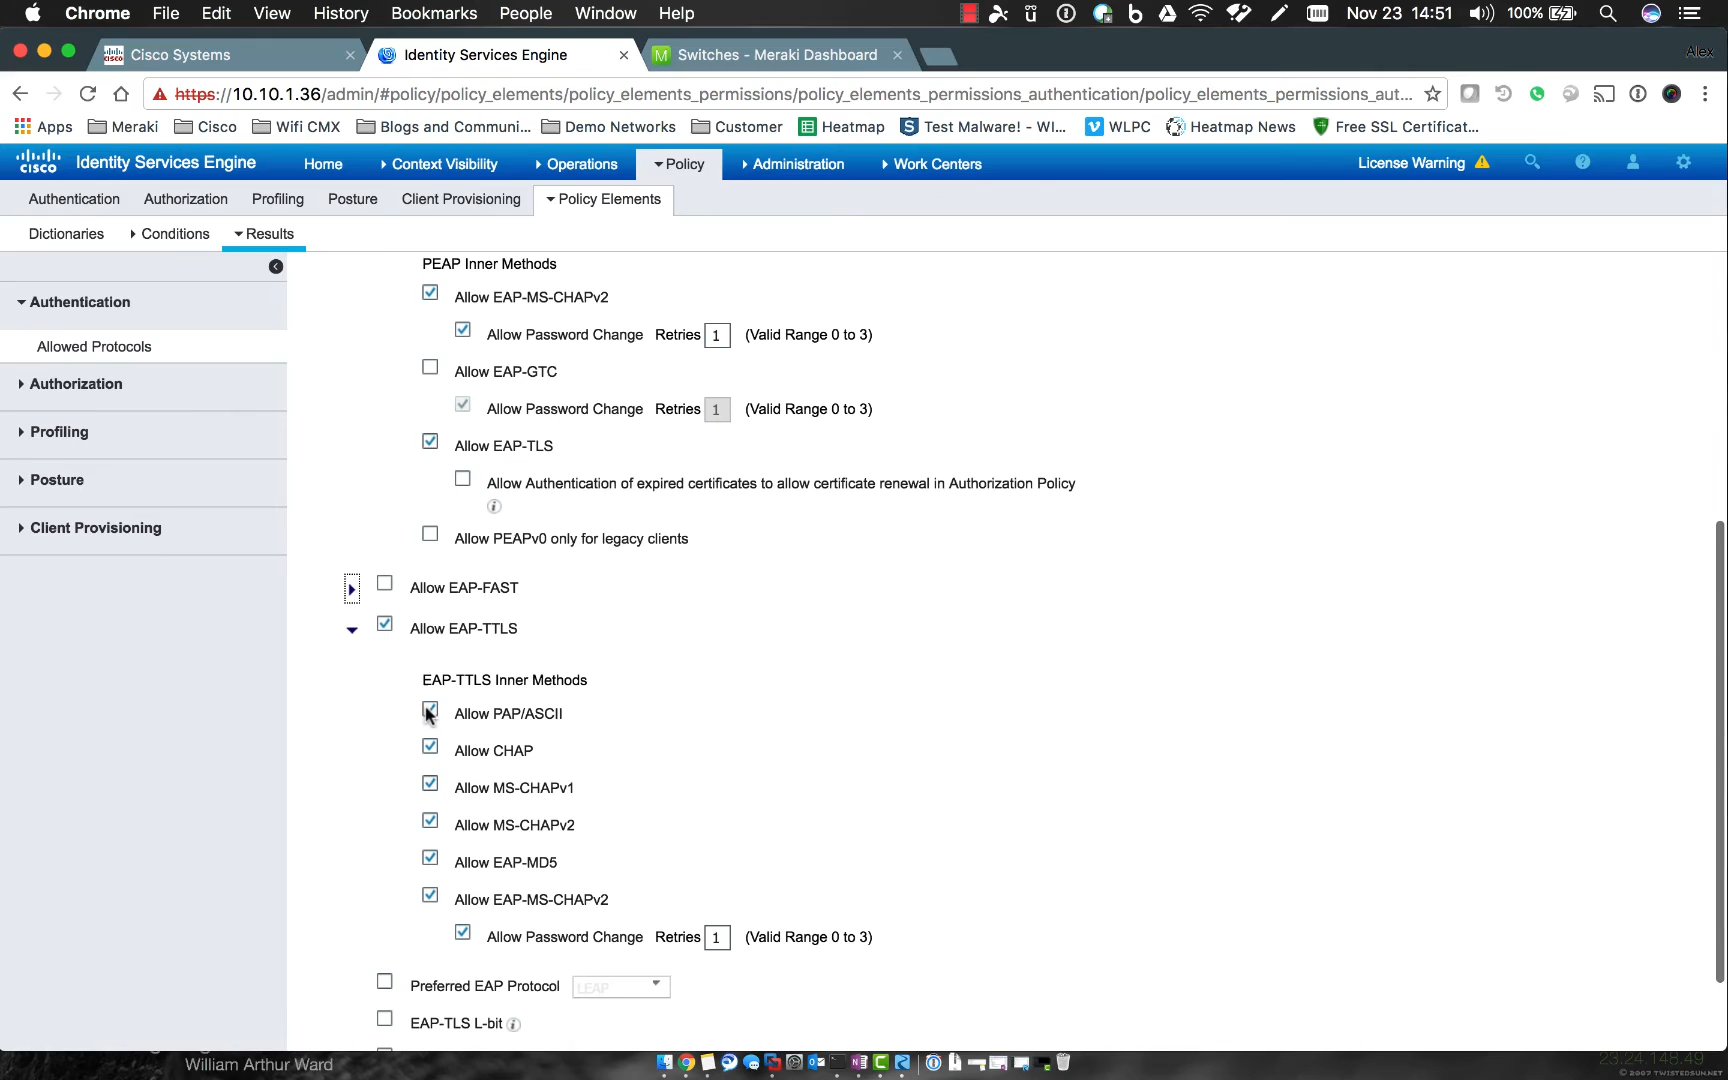 Chrome File Edit View History Bookmarks People Window Help Nov 23 14:51 100%
Cisco Systems Identity Services Engine Switches - Meraki Dashboard Alex
https://10.10.1.36/admin/#policy/policy_elements/policy_elements_permissions/policy_elements_permissions_authentication/policy_elements_permissions_aut...
Apps Meraki Cisco Wifi CMX Blogs and Communi... Demo Networks Customer Heatmap Test Malware! - WI... WLPC Heatmap News Free SSL Certificat...
cisco Identity Services Engine Home Context Visibility Operations Policy Administration Work Centers License Warning
Authentication Authorization Profiling Posture Client Provisioning Policy Elements
Dictionaries Conditions Results
Authentication
Allowed Protocols
Authorization
Profiling
Posture
Client Provisioning
PEAP Inner Methods
Allow EAP-MS-CHAPv2
Allow Password Change Retries 1 (Valid Range 0 to 3)
Allow EAP-GTC
Allow Password Change Retries 1 (Valid Range 0 to 3)
Allow EAP-TLS
Allow Authentication of expired certificates to allow certificate renewal in Authorization Policy
Allow PEAPv0 only for legacy clients
Allow EAP-FAST
Allow EAP-TTLS
EAP-TTLS Inner Methods
Allow PAP/ASCII
Allow CHAP
Allow MS-CHAPv1
Allow MS-CHAPv2
Allow EAP-MD5
Allow EAP-MS-CHAPv2
Allow Password Change Retries 1 (Valid Range 0 to 3)
Preferred EAP Protocol LEAP
EAP-TLS L-bit
William Arthur Ward
23.24.148.49
© 2007 TWISTEDSUN.NET